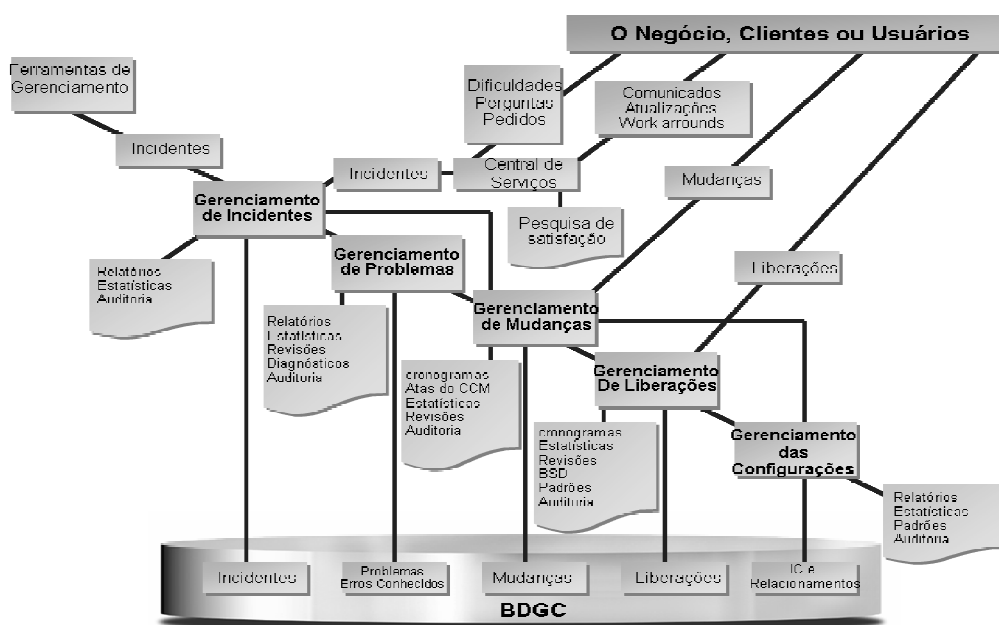 O Negócio, Clientes ou Usuários
Ferramentas de
Gerenciamento
Dificuldades
Perguntas
Pedidos
Comunicados
Atualizações
Work arrounds
Incidentes
Incidentes
Central de
Serviços
Mudanças
Gerenciamento
de Incidentes
Pesquisa de
satisfação
Gerenciamento
de Problemas
Liberações
Relatórios
Estatísticas
Auditoria
Gerenciamento
de Mudanças
Relatórios
Estatísticas
Revisões
Diagnósticos
Auditoria
Gerenciamento
De Liberações
cronogramas
Atas do CCM
Estatísticas
Revisões
Auditoria
cronogramas
Estatísticas
Revisões
BSD
Padrões
Auditoria
Gerenciamento
das
Configurações
Relatórios
Estatísticas
Padrões
Auditoria
Incidentes
Problemas
Erros Conhecidos
Mudanças
Liberações
IC e
Relacionamentos
BDGC